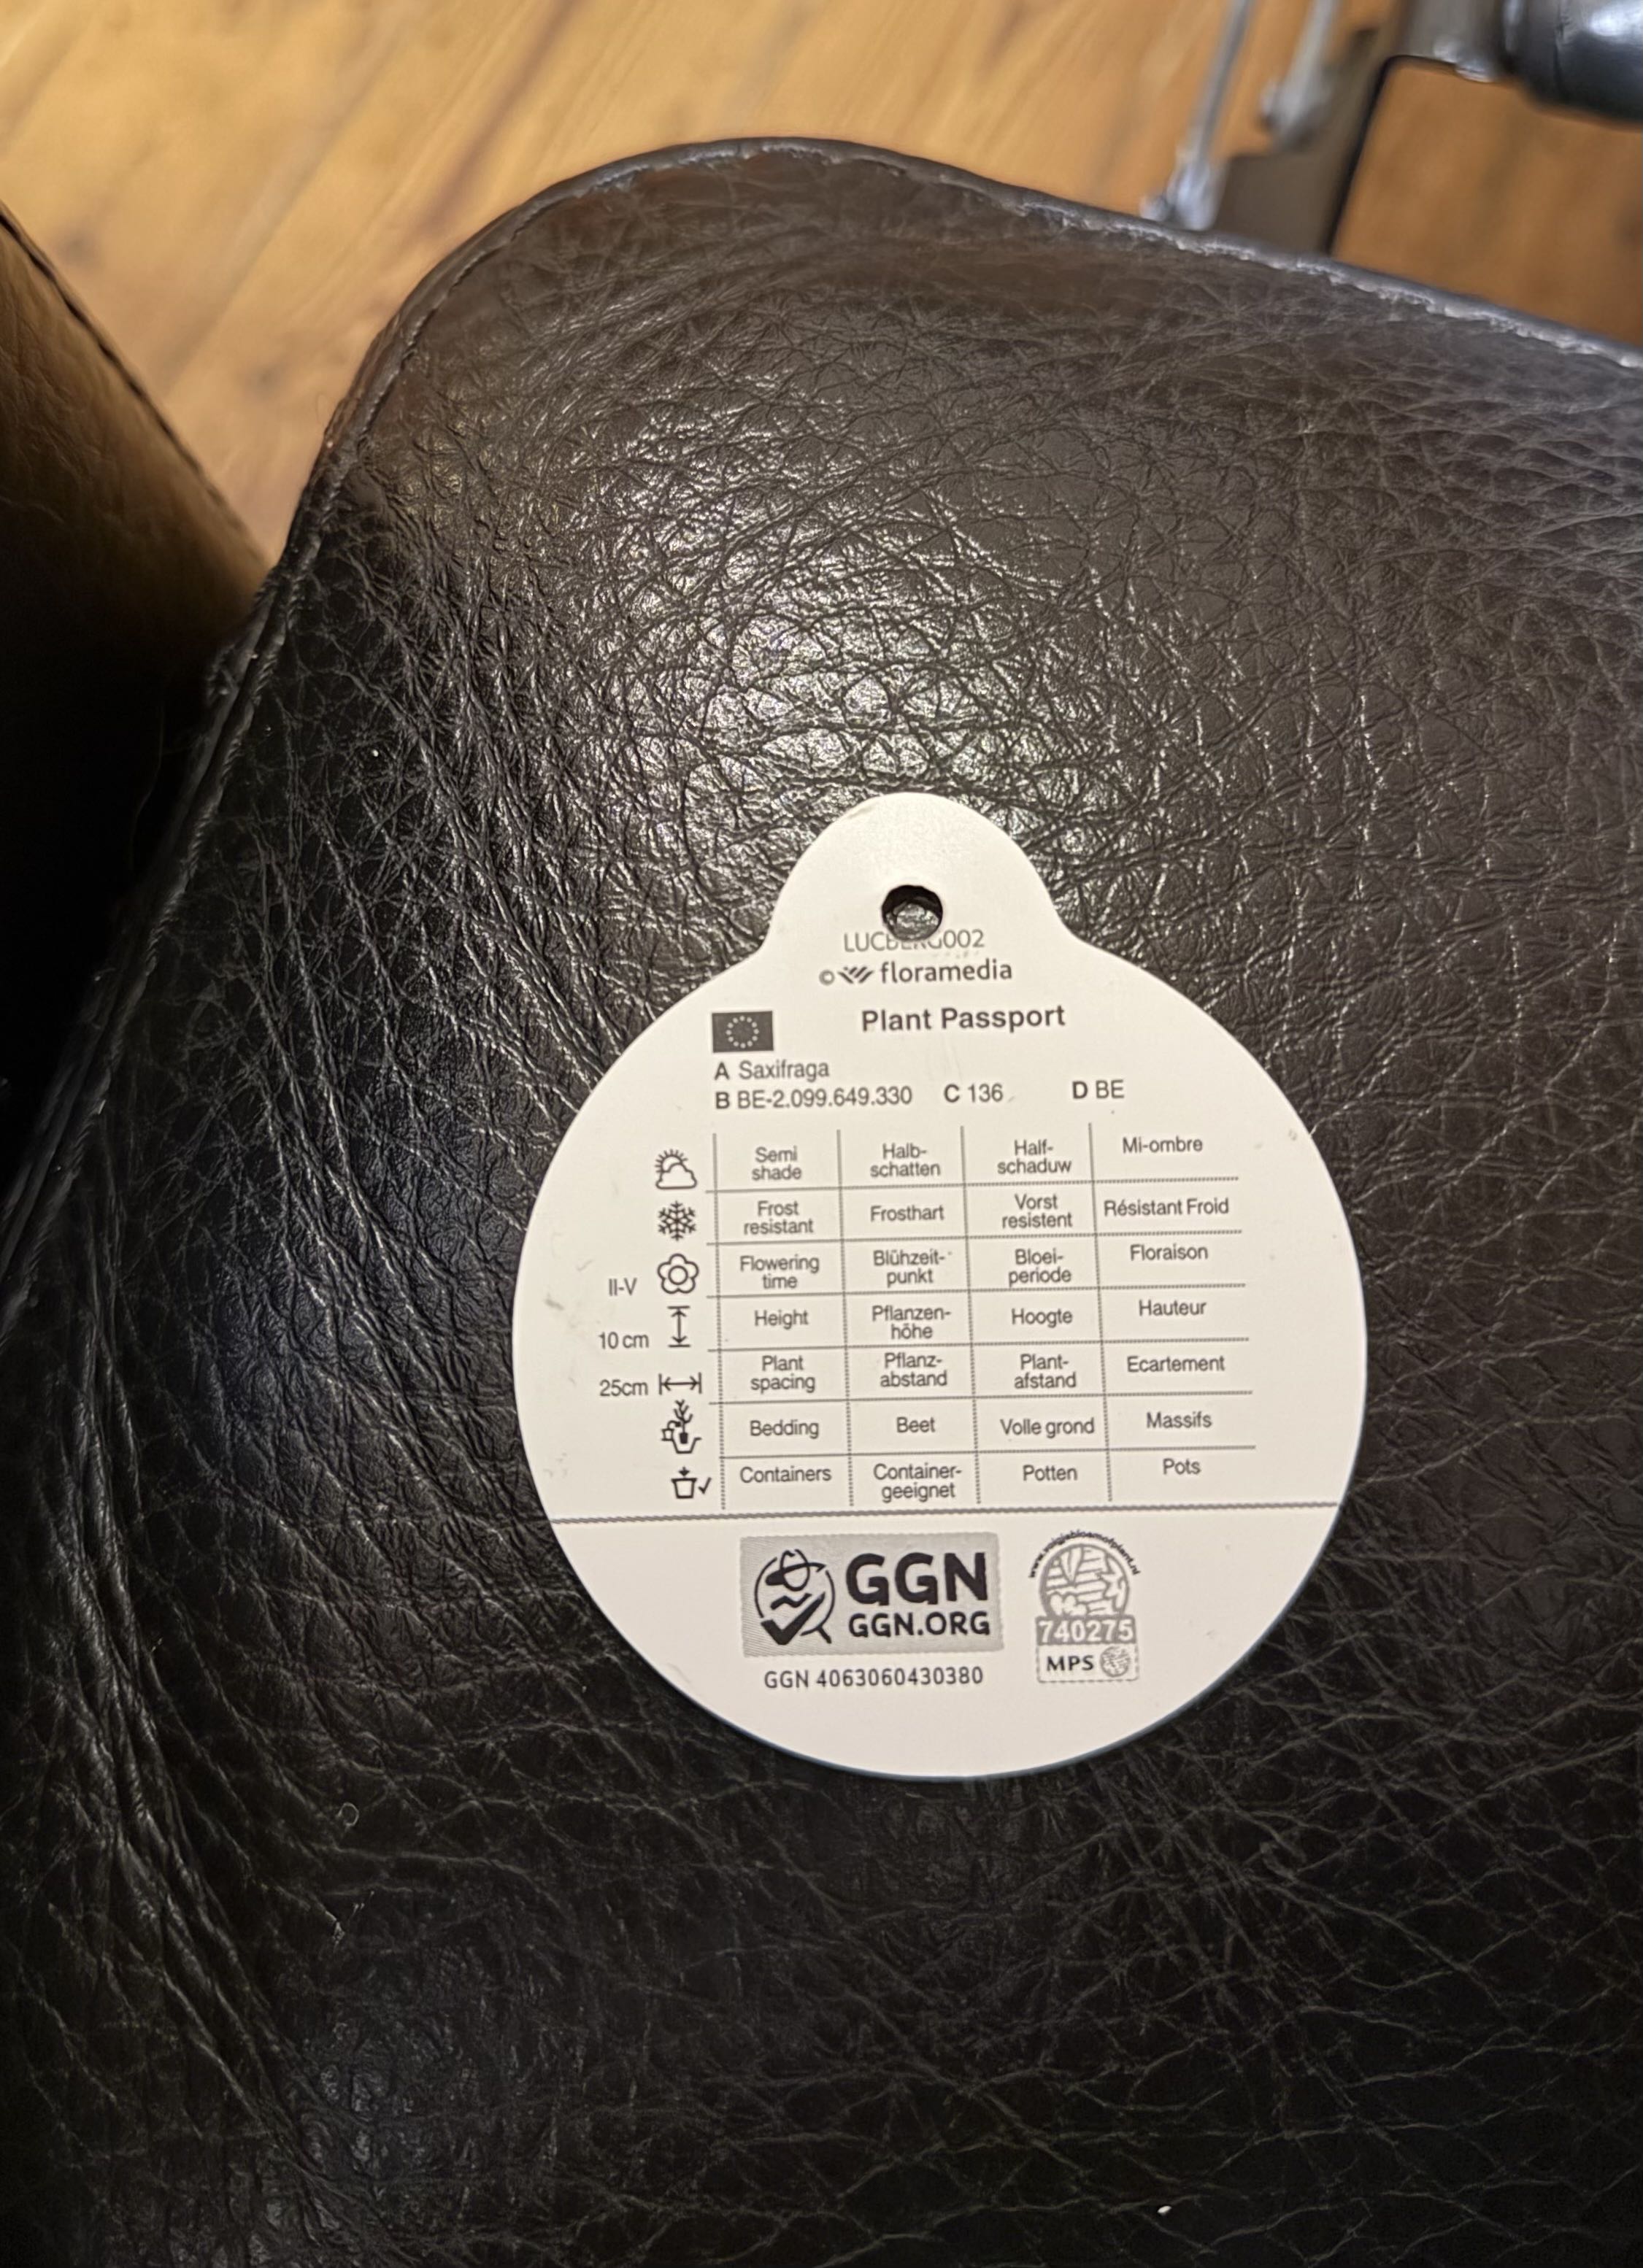 LUCBERG002
© floramedia
Plant Passport
A Saxifraga
B BE-2.099.649.330 C 136 D BE
Semi shade Halb-schatten Half-schaduw Mi-ombre
Frost resistant Frosthart Vorst resistent Résistant Froid
II-V Flowering time Blühzeit-punkt Bloei-periode Floraison
10 cm Height Pflanzen-höhe Hoogte Hauteur
25cm Plant spacing Pflanz-abstand Plant-afstand Ecartement
Bedding Beet Volle grond Massifs
Containers Container-geeignet Potten Pots
GGN
GGN.ORG
GGN 4063060430380
740275
MPS